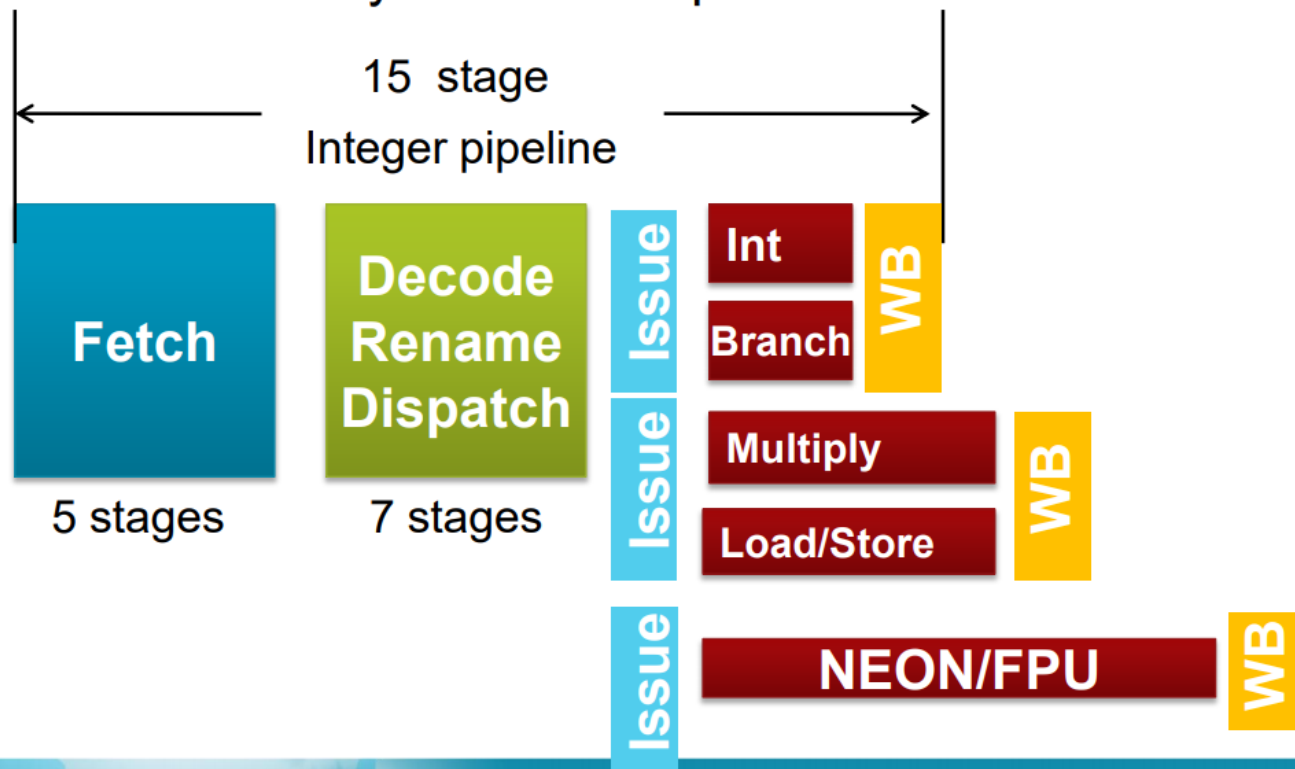 15 stage
Integer pipeline
Fetch
Decode
Rename
Dispatch
5 stages
7 stages
Issue
Int
Branch
WB
Issue
Multiply
Load/Store
WB
Issue
NEON/FPU
WB